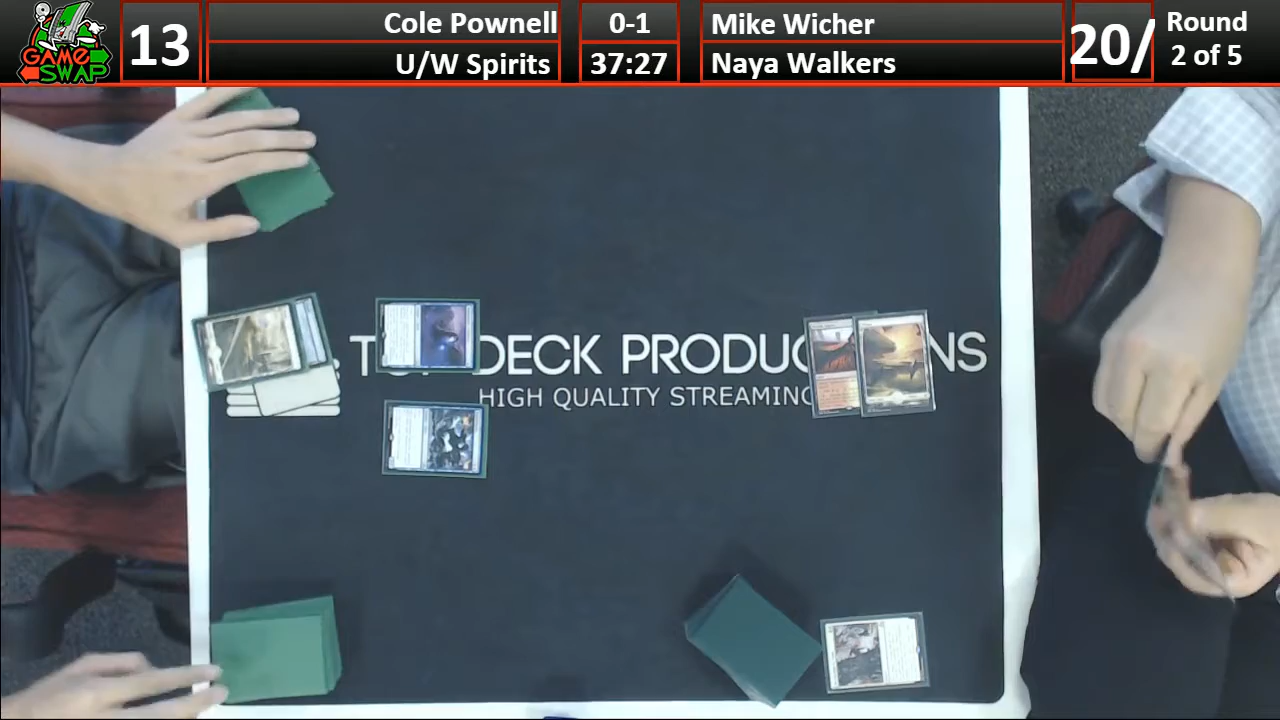 GAME
SWAP
13
Cole Pownell
U/W Spirits
0-1
37:27
Mike Wicher
Naya Walkers
20/
Round
2 of 5
DECK PRODUC NS
HIGH QUALITY STREAMING